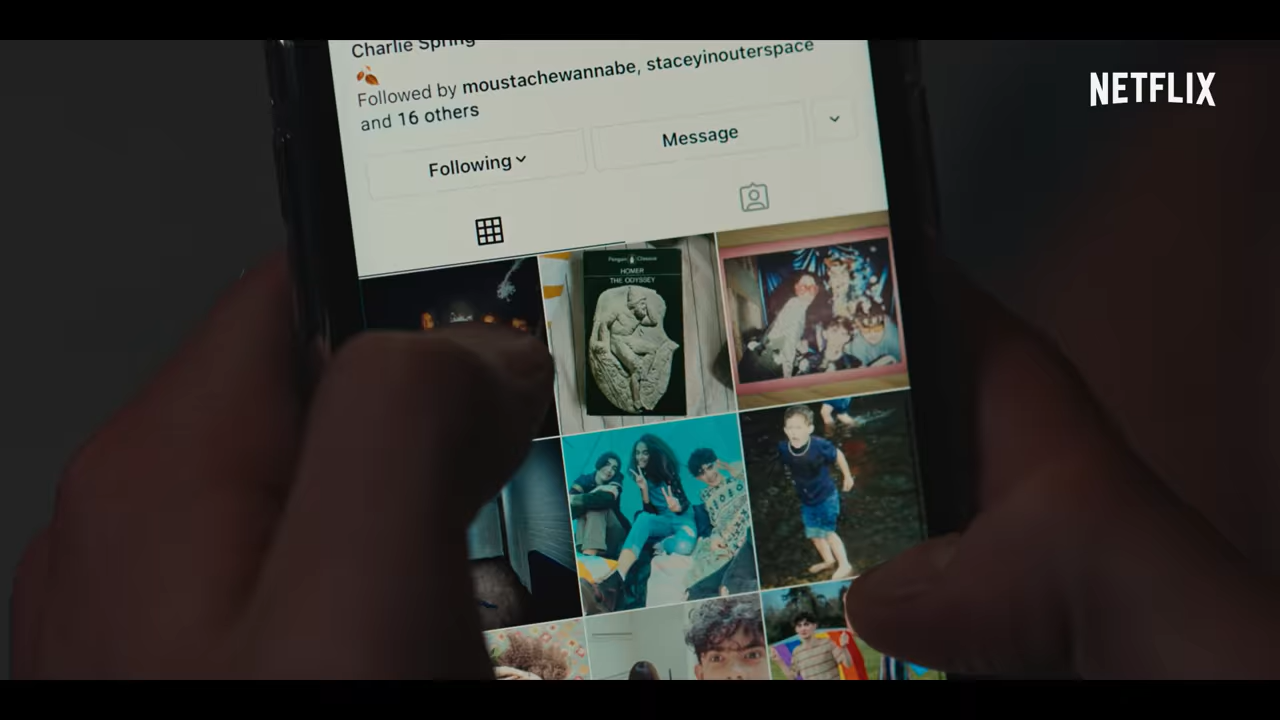 Charlie Spring
Followed by moustachewannabe, staceyinouterspace
and 16 others
NETFLIX
Following
Message
Penguin Classics
HOMER
THE ODYSSEY